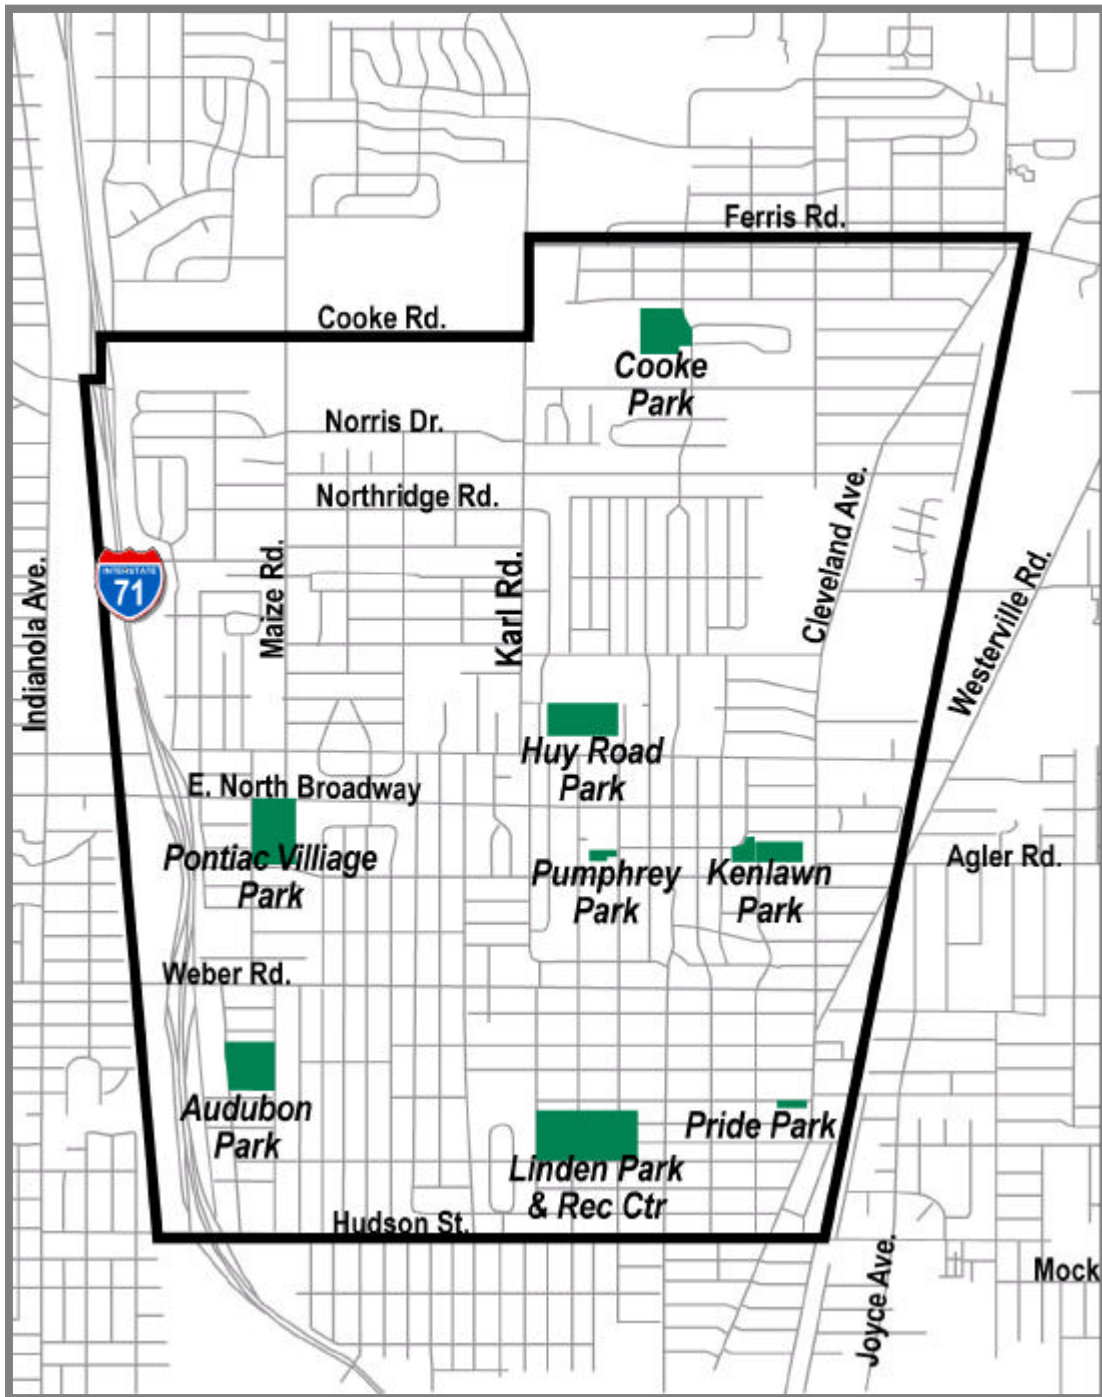 Ferris Rd.
Cooke Rd.
Cooke
Park
Norris Dr.
Northridge Rd.
Cleveland Ave.
Karl Rd.
Maize Rd.
INTERSTATE
71
Indianola Ave.
Westerville Rd.
Huy Road
Park
E. North Broadway
Pontiac Villiage
Park
Pumphrey
Park
Kenlawn
Park
Agler Rd.
Weber Rd.
Audubon
Park
Pride Park
Linden Park
& Rec Ctr
Hudson St.
Joyce Ave.
Mock